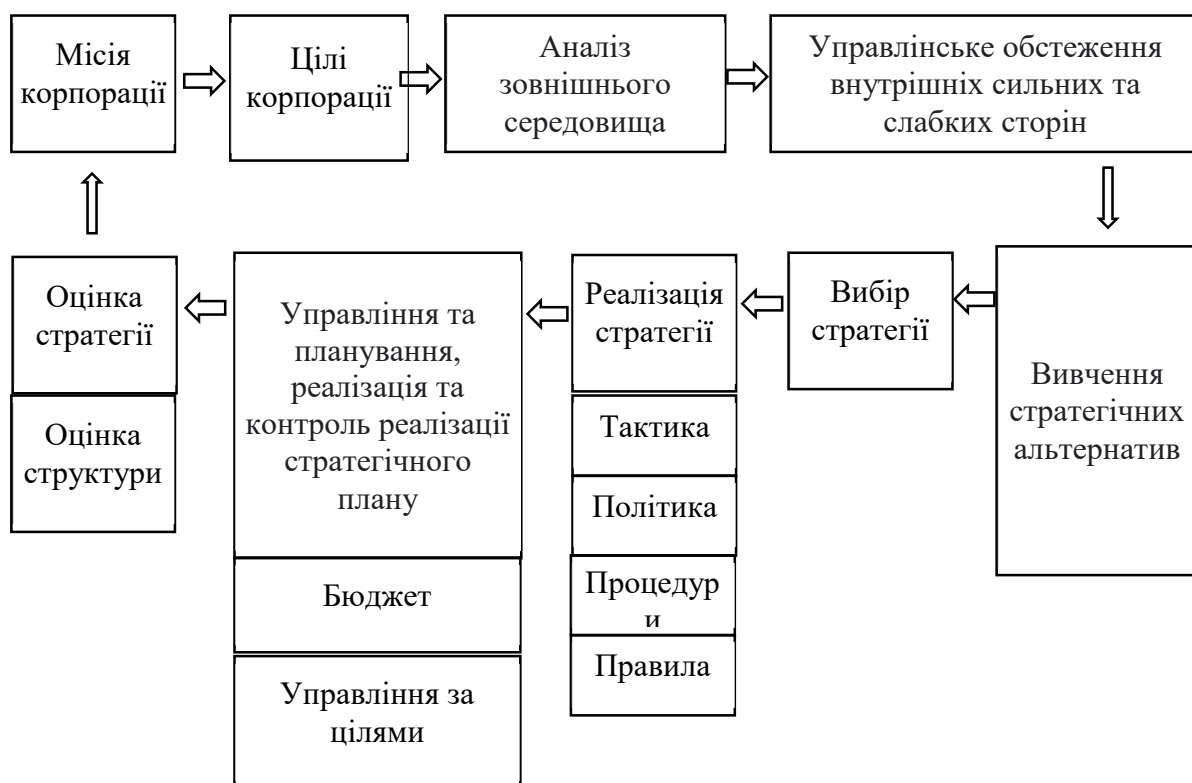 Місія
корпорації
Цілі
корпорації
Аналіз
зовнішнього
середовища
Управлінське обстеження
внутрішніх сильних та
слабких сторін
Оцінка
стратегії
Оцінка
структури
Управління та
планування,
реалізація та
контроль реалізації
стратегічного
плану
Бюджет
Управління за
цілями
Реалізація
стратегії
Тактика
Політика
Процедур
и
Правила
Вибір
стратегії
Вивчення
стратегічних
альтернатив